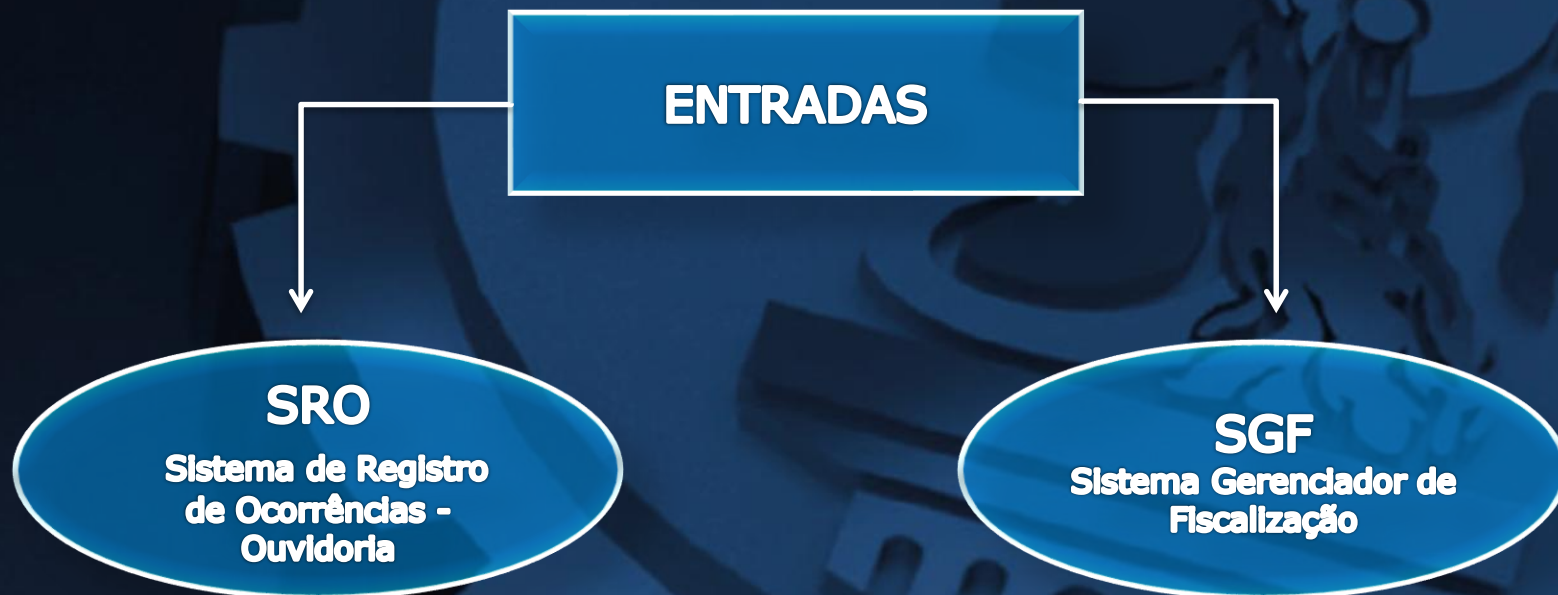 ENTRADAS
SRO
Sistema de Registro
de Ocorrências -
Ouvidoria
SGF
Sistema Gerenciador de
Fiscalização